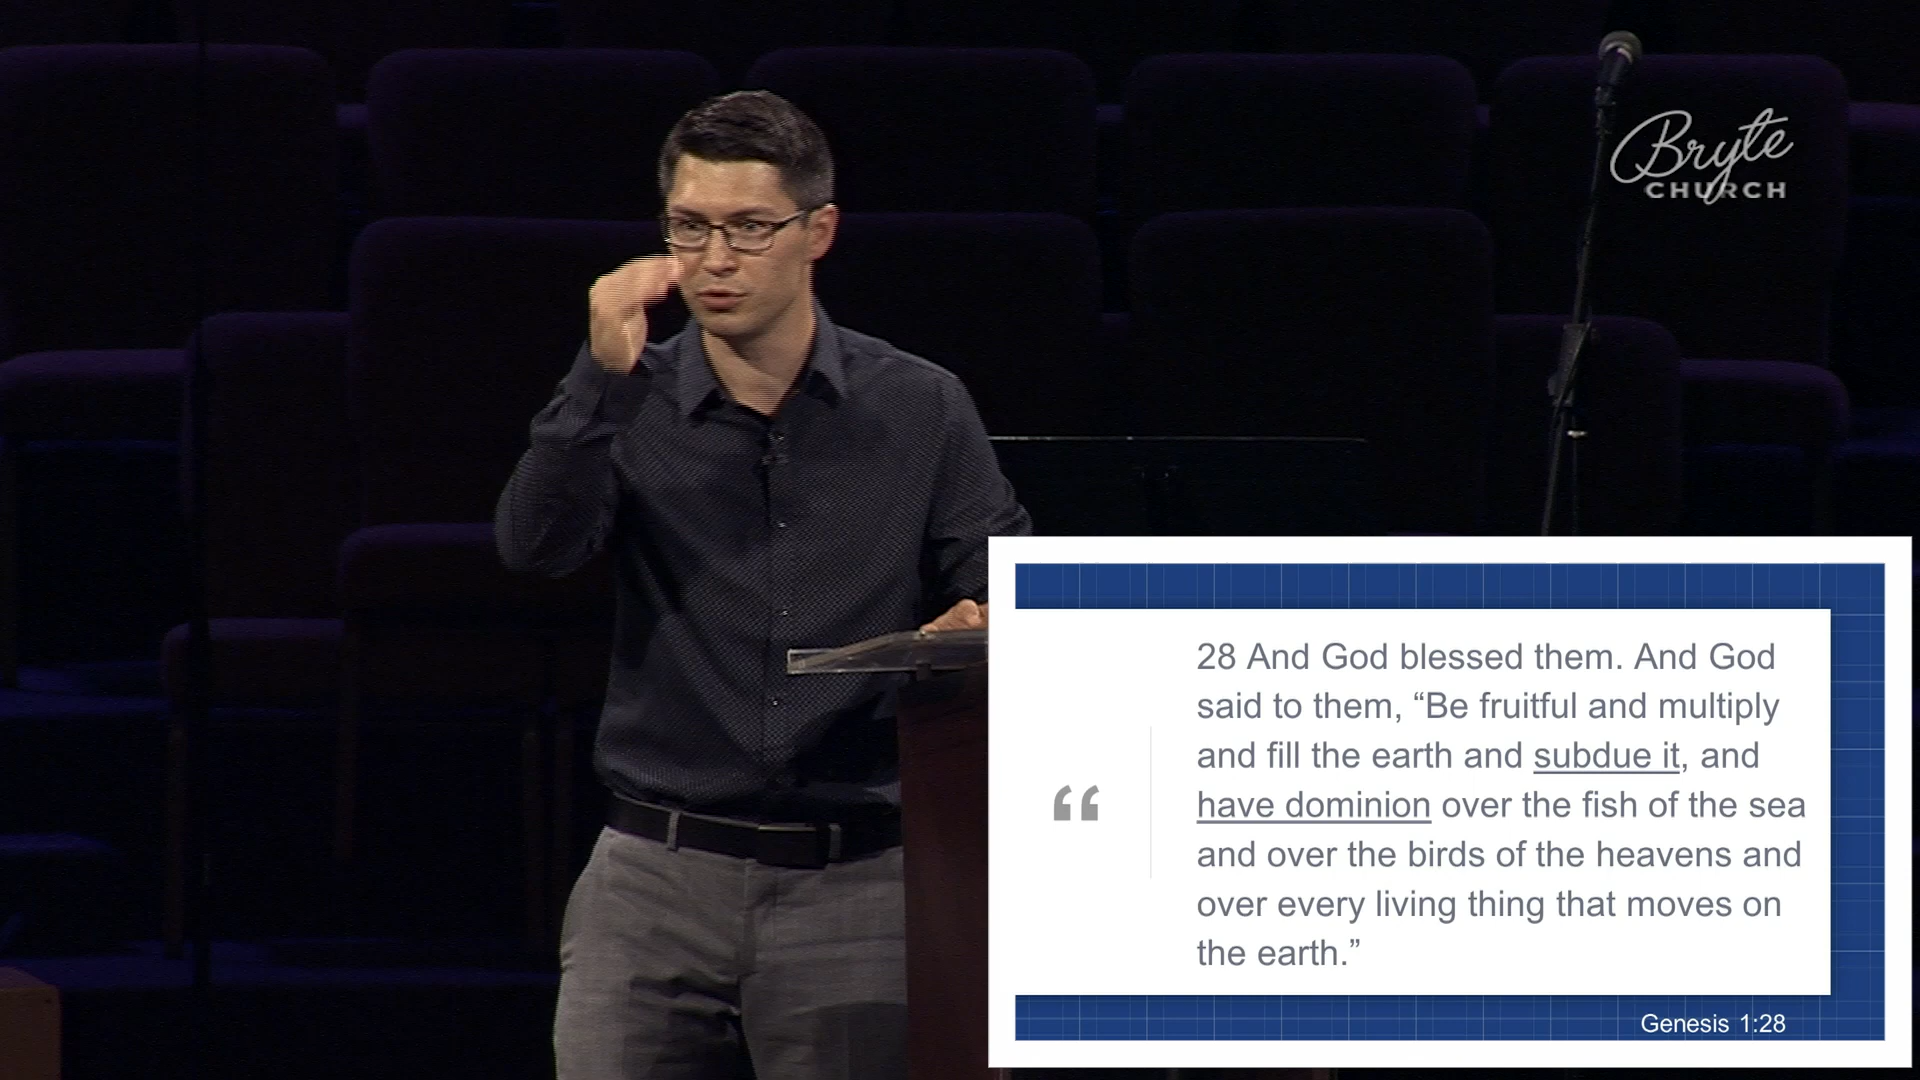 Bryte
CHURCH
28 And God blessed them. And God
said to them, “Be fruitful and multiply
and fill the earth and subdue it, and
have dominion over the fish of the sea
and over the birds of the heavens and
over every living thing that moves on
the earth.”
Genesis 1:28